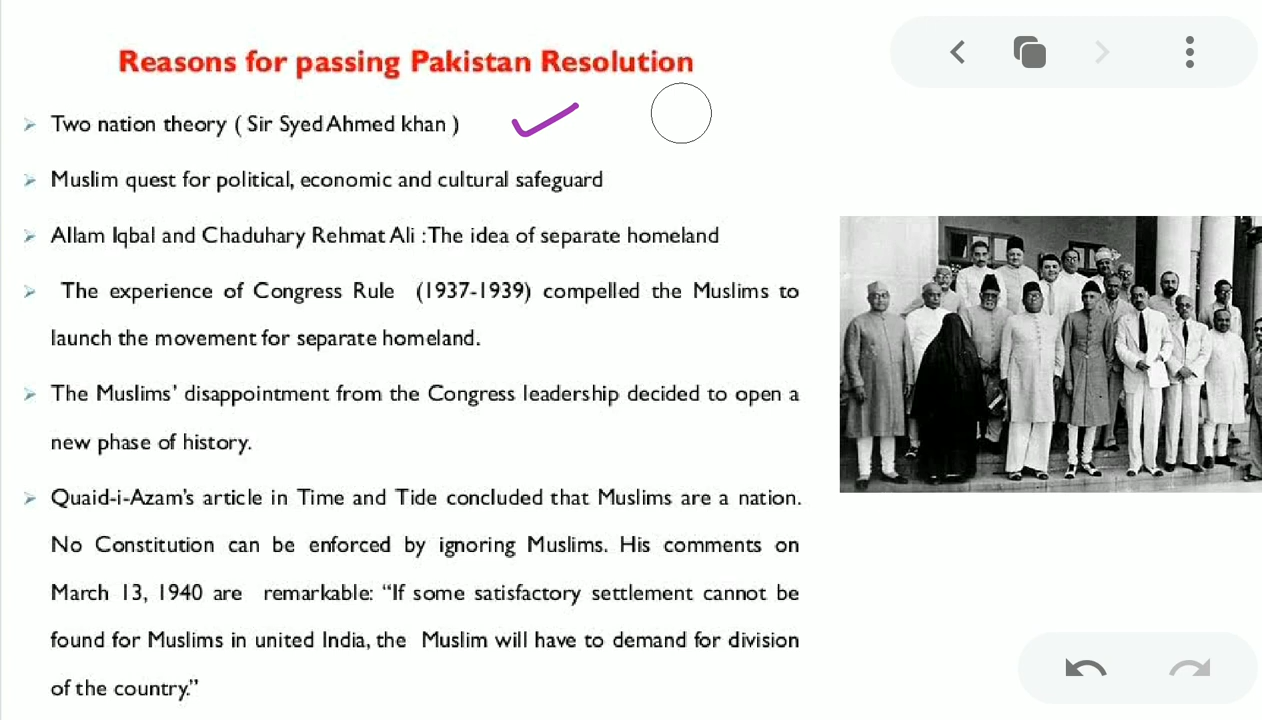 Reasons for passing Pakistan Resolution
Two nation theory ( Sir Syed Ahmed khan )
Muslim quest for political, economic and cultural safeguard
Allam Iqbal and Chaduhary Rehmat Ali :The idea of separate homeland
The experience of Congress Rule (1937-1939) compelled the Muslims to
launch the movement for separate homeland.
The Muslims' disappointment from the Congress leadership decided to open a
new phase of history.
Quaid-i-Azam's article in Time and Tide concluded that Muslims are a nation.
No Constitution can be enforced by ignoring Muslims. His comments on
March 13, 1940 are remarkable: “If some satisfactory settlement cannot be
found for Muslims in united India, the Muslim will have to demand for division
of the country.”